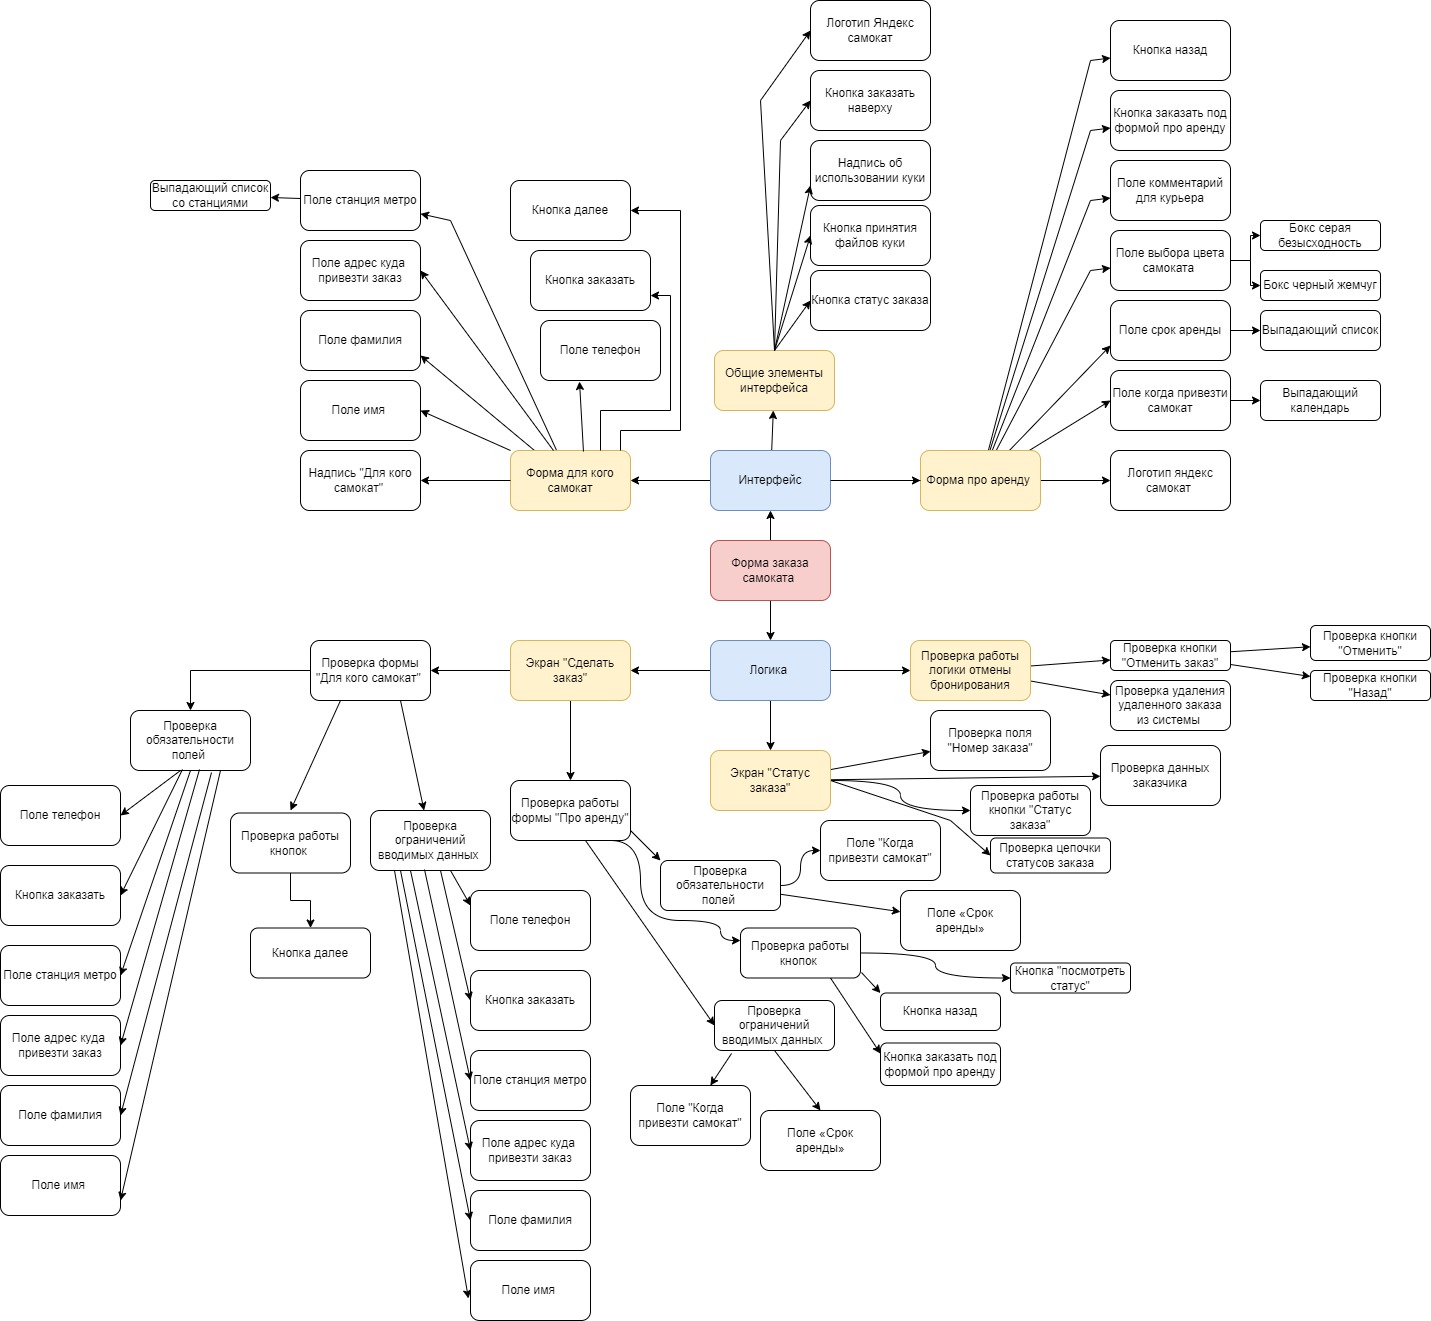 Логотип Яндекс
самокат
Кнопка заказать
наверху
Надпись об
использовании куки
Кнопка принятия
файлов куки
Кнопка статус заказа
Общие элементы
интерфейса
Кнопка назад
Кнопка заказать под
формой про аренду
Поле комментарий
для курьера
Поле выбора цвета
самоката
Бокс серая
безысходность
Бокс черный жемчуг
Поле срок аренды
Выпадающий список
Поле когда привезти
самокат
Выпадающий
календарь
Логотип яндекс
самокат
Выпадающий список
со станциями
Поле станция метро
Поле адрес куда
привезти заказ
Поле фамилия
Поле имя
Надпись "Для кого
самокат"
Кнопка далее
Кнопка заказать
Поле телефон
Форма для кого
самокат
Интерфейс
Форма про аренду
Форма заказа
самоката
Логика
Экран "Сделать
заказ"
Проверка формы
"Для кого самокат"
Проверка работы
логики отмены
бронирования
Проверка кнопки
"Отменить заказ"
Проверка кнопки
"Отменить"
Проверка кнопки
"Назад"
Проверка удаления
удаленного заказа
из системы
Экран "Статус
заказа"
Проверка поля
"Номер заказа"
Проверка данных
заказчика
Проверка работы
кнопки "Статус
заказа"
Проверка цепочки
статусов заказа
Проверка
обязательности
полей
Поле телефон
Кнопка заказать
Поле станция метро
Поле адрес куда
привезти заказ
Поле фамилия
Поле имя
Проверка работы
кнопок
Кнопка далее
Проверка
ограничений
вводимых данных
Поле телефон
Кнопка заказать
Поле станция метро
Поле адрес куда
привезти заказ
Поле фамилия
Поле имя
Проверка работы
формы "Про аренду"
Проверка
обязательности
полей
Поле "Когда
привезти самокат"
Поле «Срок
аренды»
Проверка работы
кнопок
Кнопка "посмотреть
статус"
Кнопка назад
Кнопка заказать под
формой про аренду
Проверка
ограничений
вводимых данных
Поле "Когда
привезти самокат"
Поле «Срок
аренды»